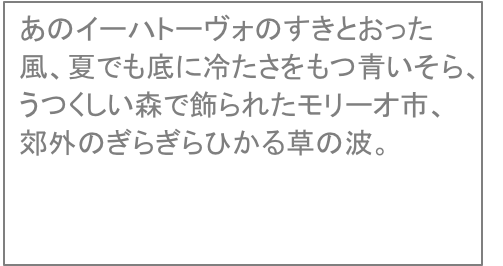 あのイーハトーヴォのすきとおった
風、夏でも底に冷たさをもつ青いそら、
うつくしい森で飾られたモリーオ市、
郊外のぎらぎらひかる草の波。